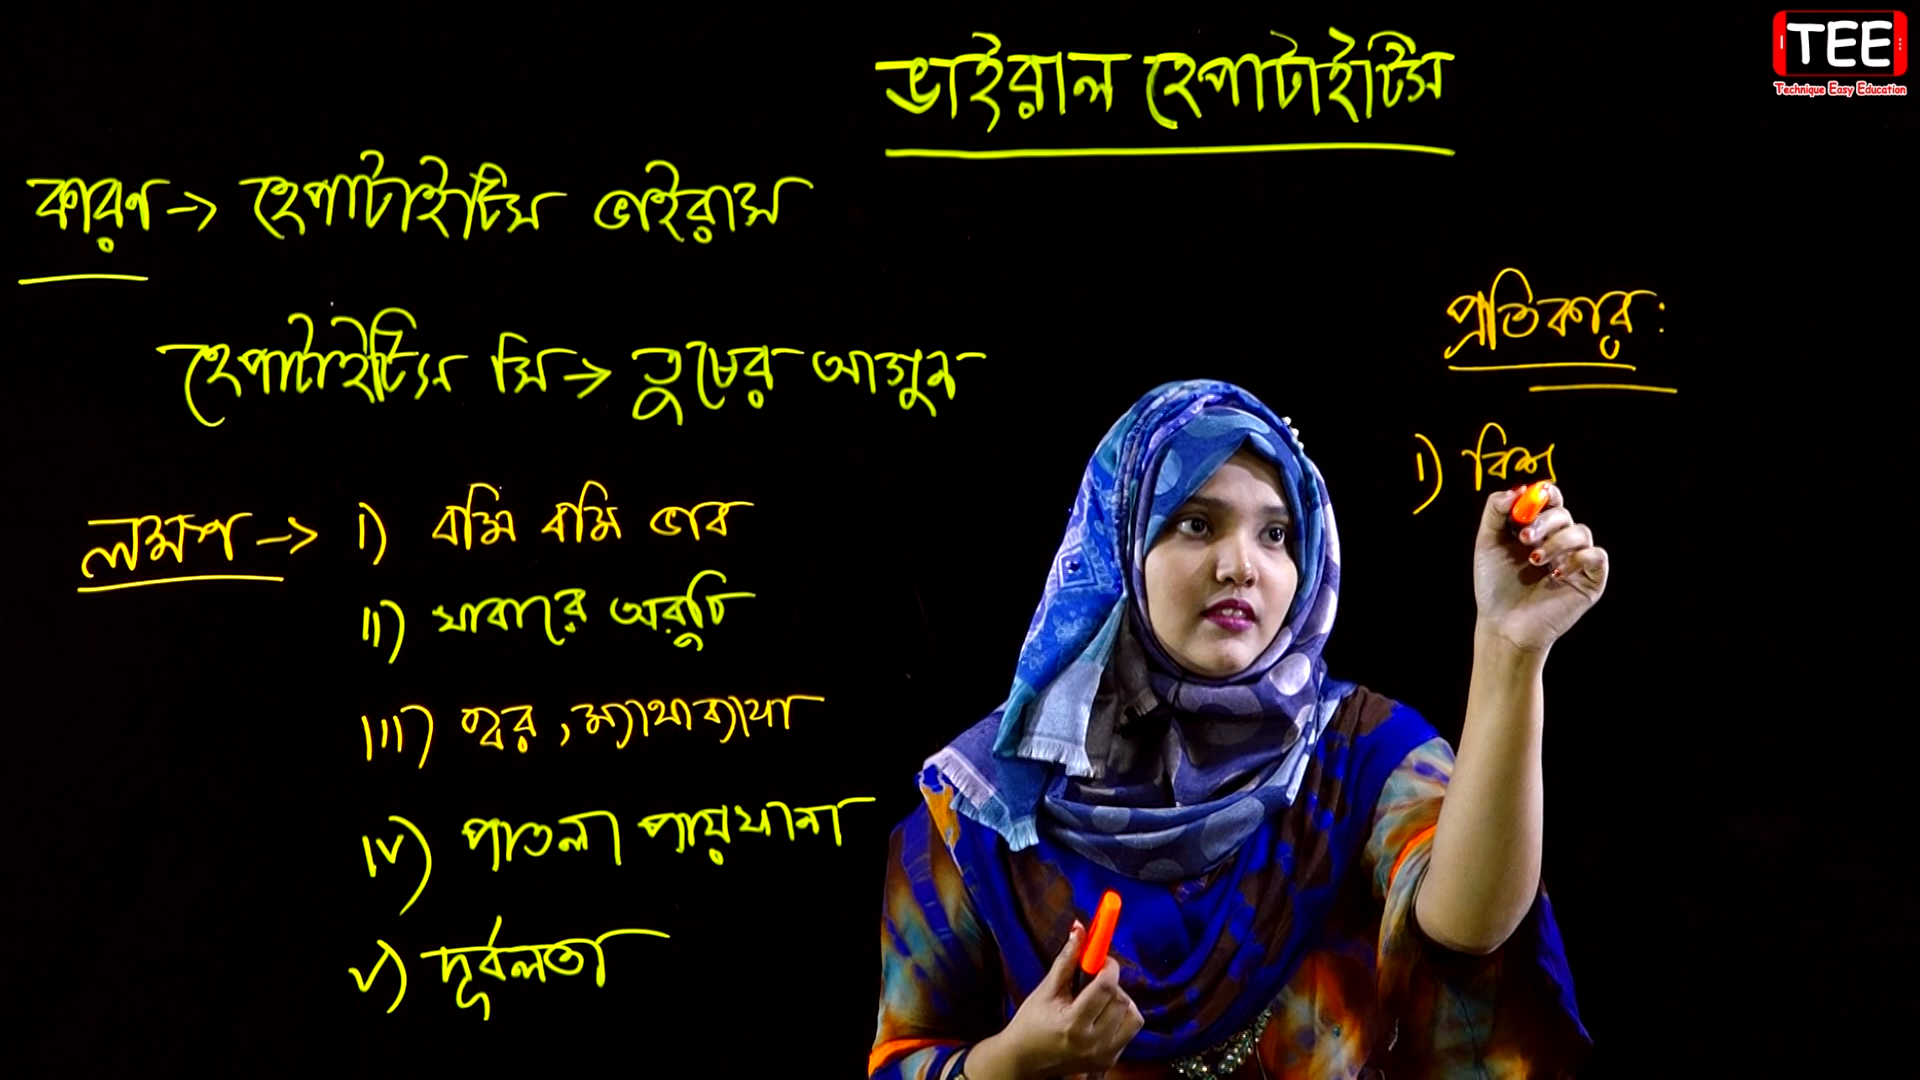 ভাইরাল হেপাটাইটিস
TEE
Technique Easy Education
কারণ → হেপাটাইটিস ভাইরাস
হেপাটাইটিস সি → তুচের আগুন
লক্ষণ → i) বমি বমি ভাব
ii) খাবারে অরুচি
iii) জ্বর, ম্যাথাব্যাথা
iv) পাতলা পায়খানা
v) দূর্বলতা
প্রতিকার :
i) বিশ্র